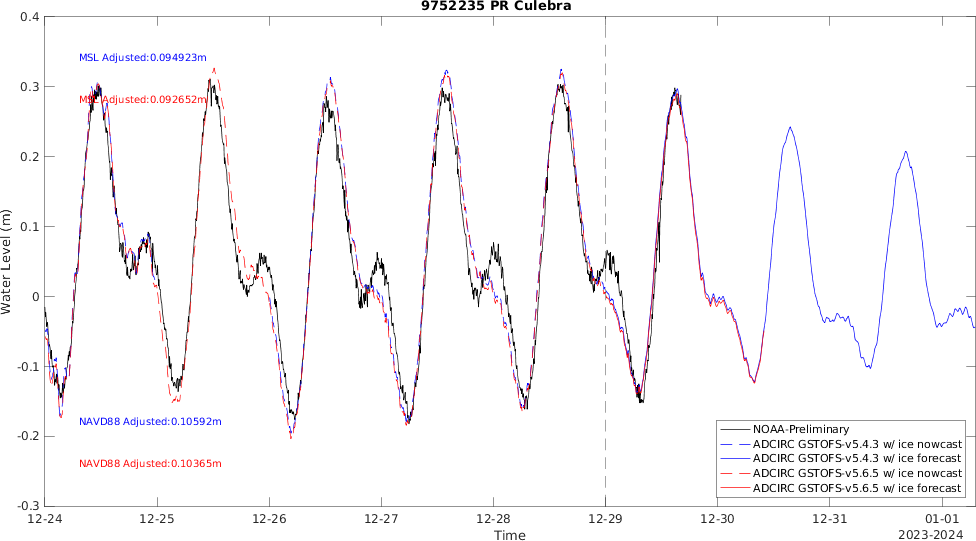 9752235 PR Culebra
0.4
0.3
0.2
0.1
0
-0.1
-0.2
-0.3
Water Level (m)
MSL Adjusted:0.094923m
MSL Adjusted:0.092652m
NAVD88 Adjusted:0.10592m
NAVD88 Adjusted:0.10365m
NOAA-Preliminary
ADCIRC GSTOFS-v5.4.3 w/ ice nowcast
ADCIRC GSTOFS-v5.4.3 w/ ice forecast
ADCIRC GSTOFS-v5.6.5 w/ ice nowcast
ADCIRC GSTOFS-v5.6.5 w/ ice forecast
12-24 12-25 12-26 12-27 12-28 12-29 12-30 12-31 01-01
Time
2023-2024